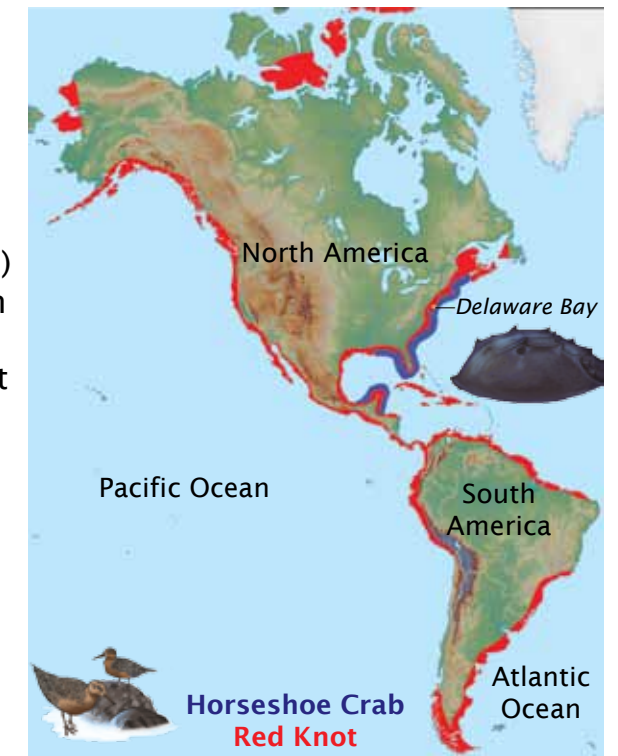 )
n
t
North America
Delaware Bay
Pacific Ocean
South
America
Atlantic
Ocean
Horseshoe Crab
Red Knot